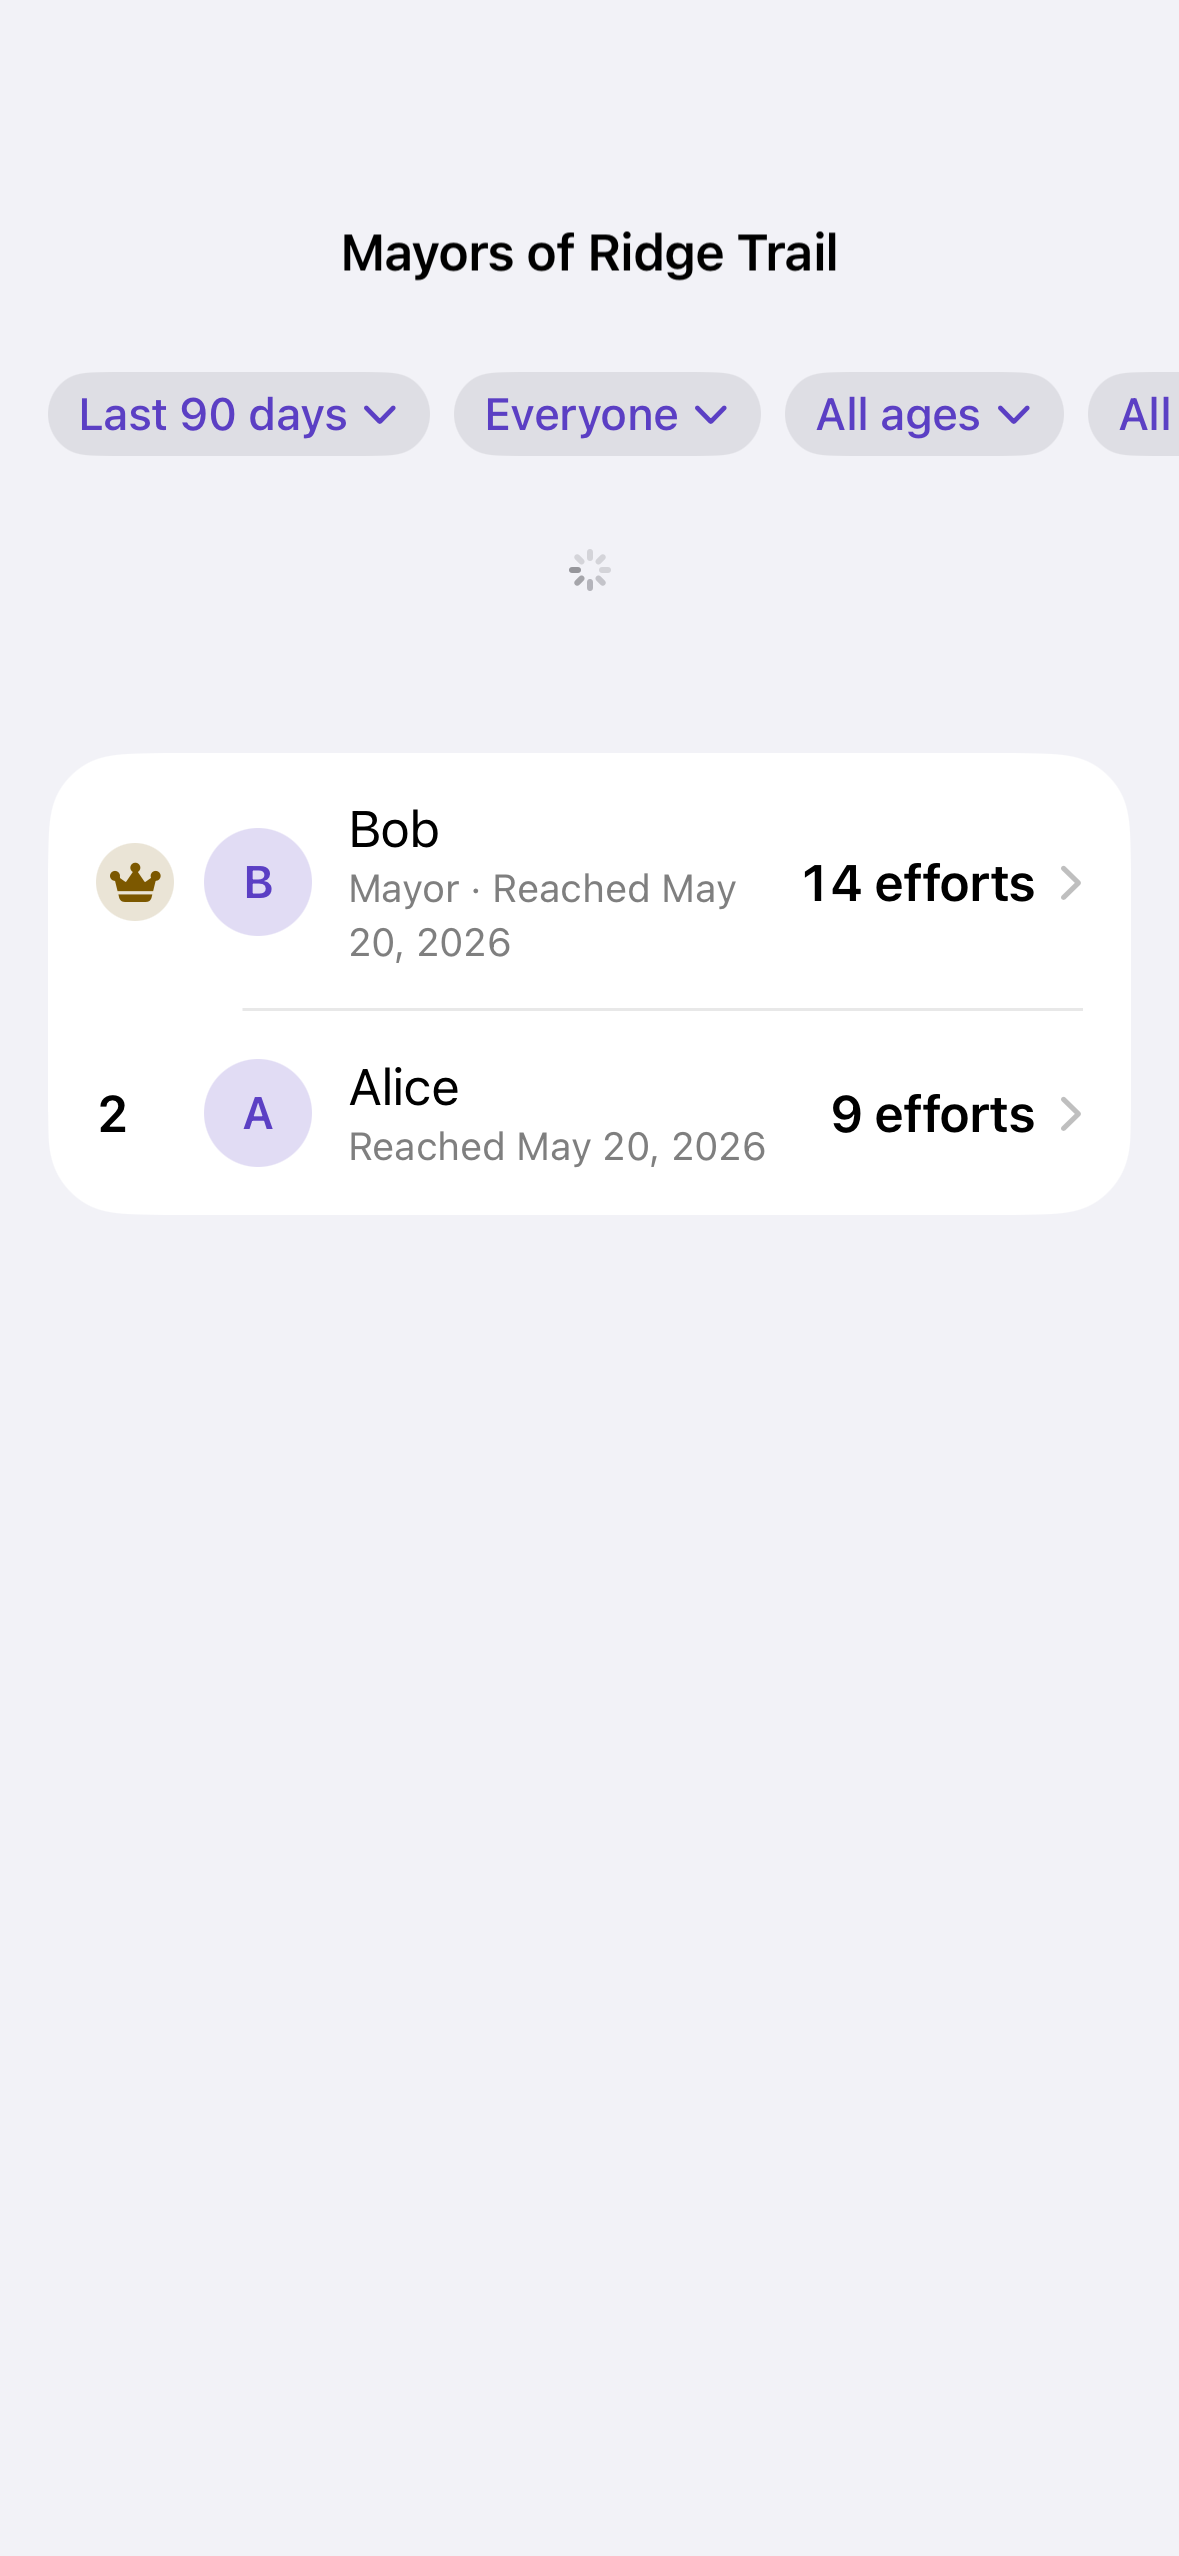 Mayors of Ridge Trail
Last 90 days
Everyone
All ages
All
B
Bob
Mayor · Reached May
20, 2026
14 efforts
2
A
Alice
Reached May 20, 2026
9 efforts